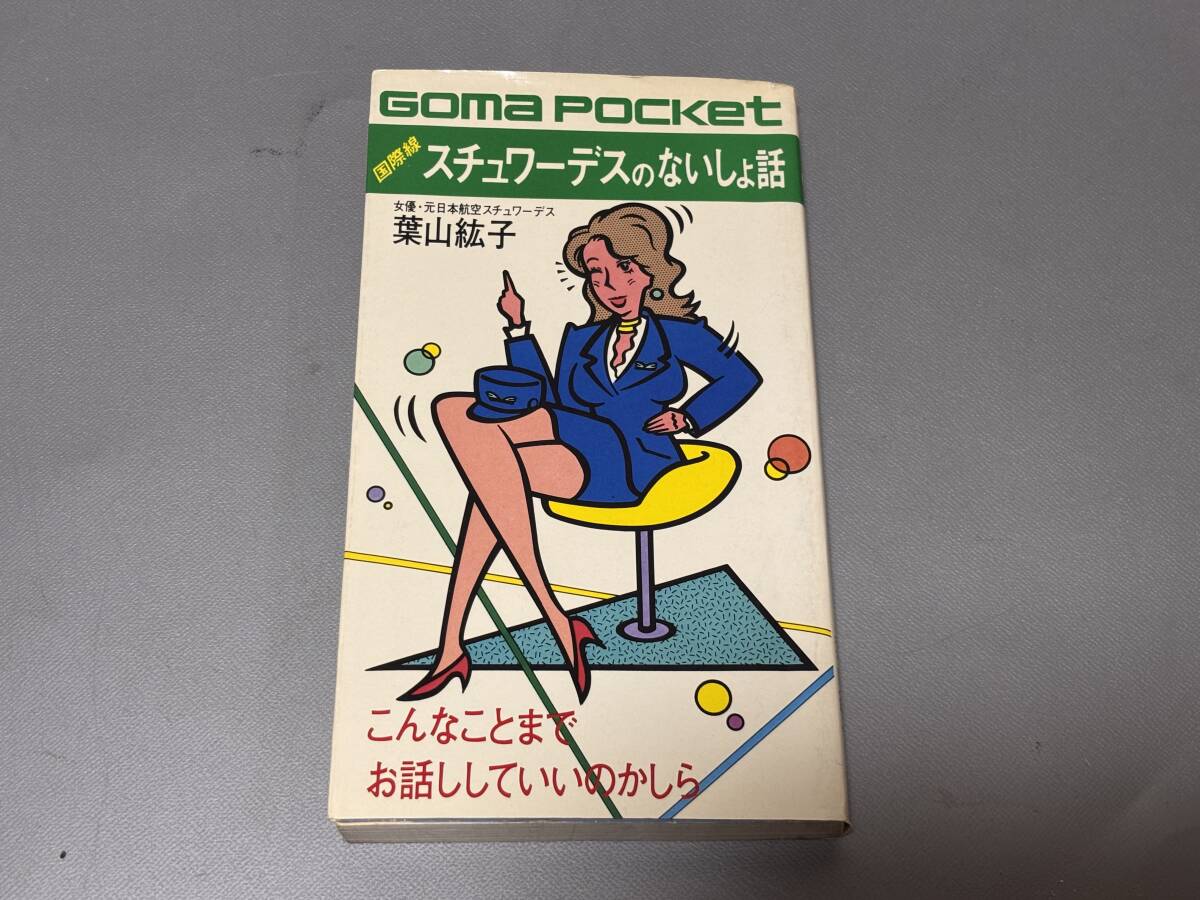 GOMA POCKET
国際線
スチュワーデスのないしょ話
女優・元日本航空スチュワーデス
葉山紘子
こんなことまで
お話ししていいのかしら